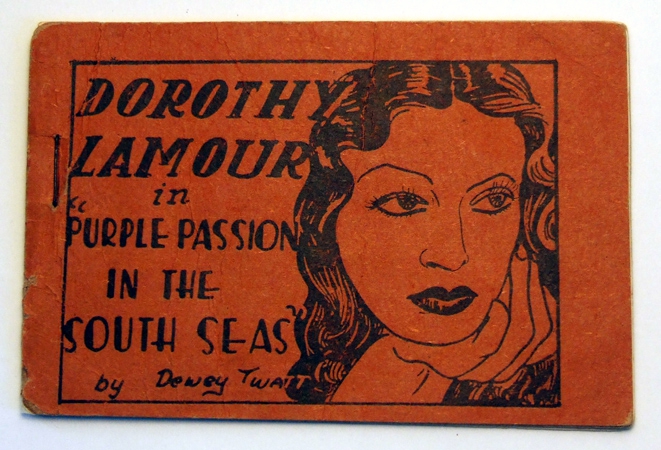 DOROTHY
LAMOUR
in
"PURPLE PASSION
IN THE
SOUTH SEAS"
by Dewey TWATT